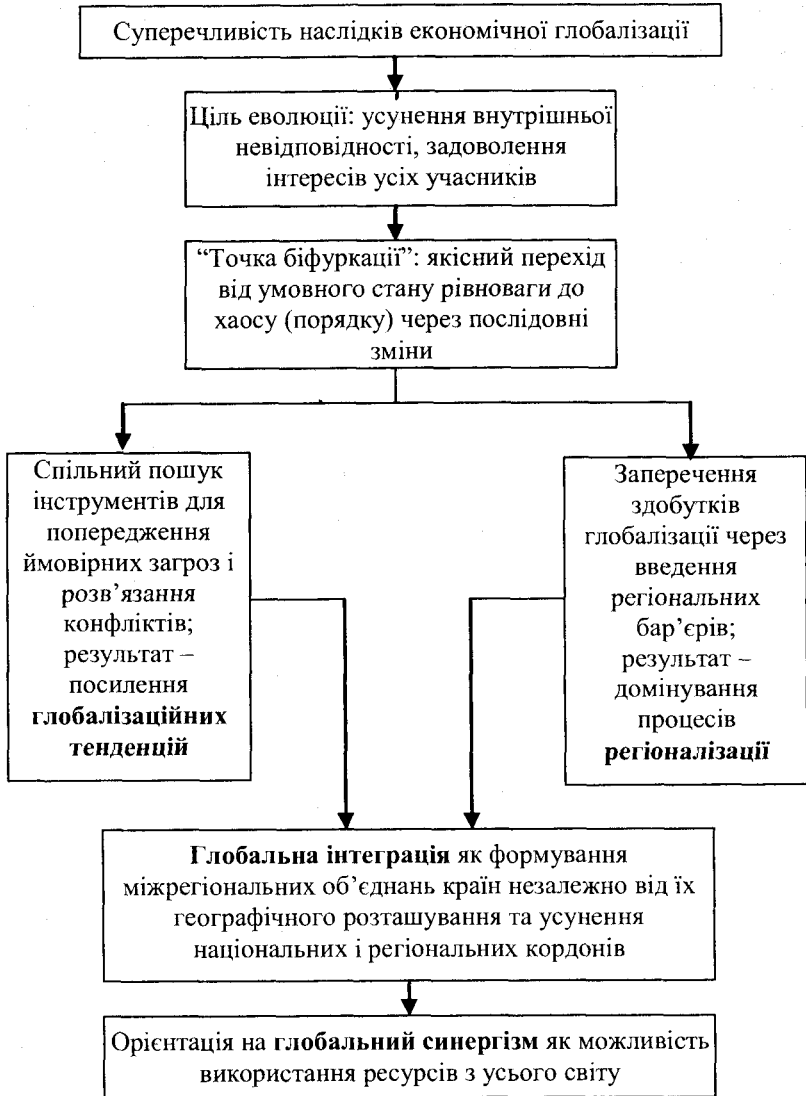 Суперечливість наслідків економічної глобалізації
Ціль еволюції: усунення внутрішньої
невідповідності, задоволення
інтересів усіх учасників
“Точка біфуркації”: якісний перехід
від умовного стану рівноваги до
хаосу (порядку) через послідовні
зміни
Спільний пошук
інструментів для
попередження
ймовірних загроз і
розв’язання
конфліктів;
результат –
посилення
глобалізаційних
тенденцій
Заперечення
здобутків
глобалізації через
введення
регіональних
бар’єрів;
результат –
домінування
процесів
регіоналізації
Глобальна інтеграція як формування
міжрегіональних об’єднань країн незалежно від їх
географічного розташування та усунення
національних і регіональних кордонів
Орієнтація на глобальний синергізм як можливість
використання ресурсів з усього світу